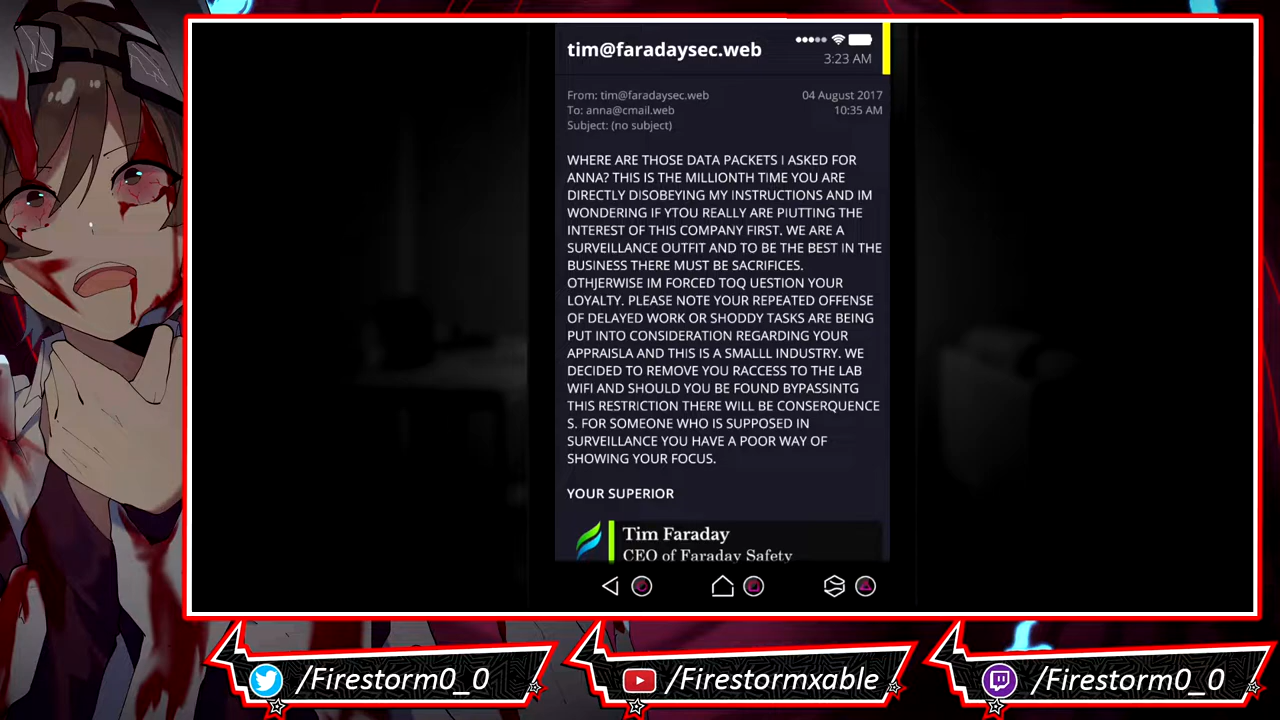 tim@faradaysec.web
3:23 AM
From: tim@faradaysec.web
04 August 2017
To: anna@cmail.web
10:35 AM
Subject: (no subject)
WHERE ARE THOSE DATA PACKETS I ASKED FOR
ANNA? THIS IS THE MILLIONTH TIME YOU ARE
DIRECTLY DISOBEYING MY INSTRUCTIONS AND IM
WONDERING IF YTOU REALLY ARE PIUTTING THE
INTEREST OF THIS COMPANY FIRST. WE ARE A
SURVEILLANCE OUTFIT AND TO BE THE BEST IN THE
BUSINESS THERE MUST BE SACRIFICES.
OTHJERWISE IM FORCED TOQ UESTION YOUR
LOYALTY. PLEASE NOTE YOUR REPEATED OFFENSE
OF DELAYED WORK OR SHODDY TASKS ARE BEING
PUT INTO CONSIDERATION REGARDING YOUR
APPRAISLA AND THIS IS A SMALLL INDUSTRY. WE
DECIDED TO REMOVE YOU RACCESS TO THE LAB
WIFI AND SHOULD YOU BE FOUND BYPASSINTG
THIS RESTRICTION THERE WILL BE CONSERQUENCE
S. FOR SOMEONE WHO IS SUPPOSED IN
SURVEILLANCE YOU HAVE A POOR WAY OF
SHOWING YOUR FOCUS.
YOUR SUPERIOR
Tim Faraday
CEO of Faraday Safety
/Firestorm0_0
/Firestormxable
/Firestorm0_0